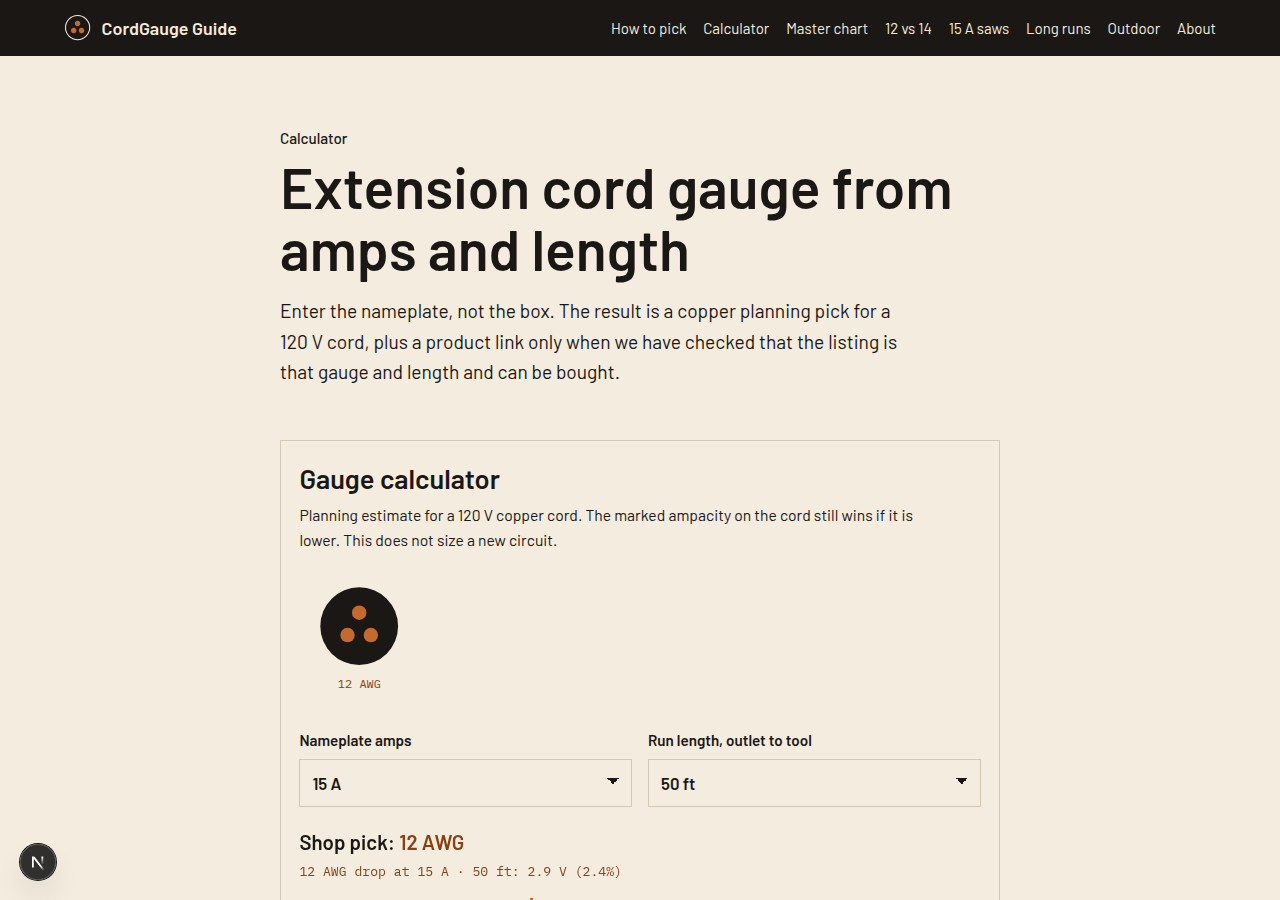 CordGauge Guide
How to pick Calculator Master chart 12 vs 14 15 A saws Long runs Outdoor About
Calculator
Extension cord gauge from
amps and length
Enter the nameplate, not the box. The result is a copper planning pick for a
120 V cord, plus a product link only when we have checked that the listing is
that gauge and length and can be bought.
Gauge calculator
Planning estimate for a 120 V copper cord. The marked ampacity on the cord still wins if it is
lower. This does not size a new circuit.
12 AWG
Nameplate amps Run length, outlet to tool
15 A 50 ft
Shop pick: 12 AWG
12 AWG drop at 15 A · 50 ft: 2.9 V (2.4%)
N